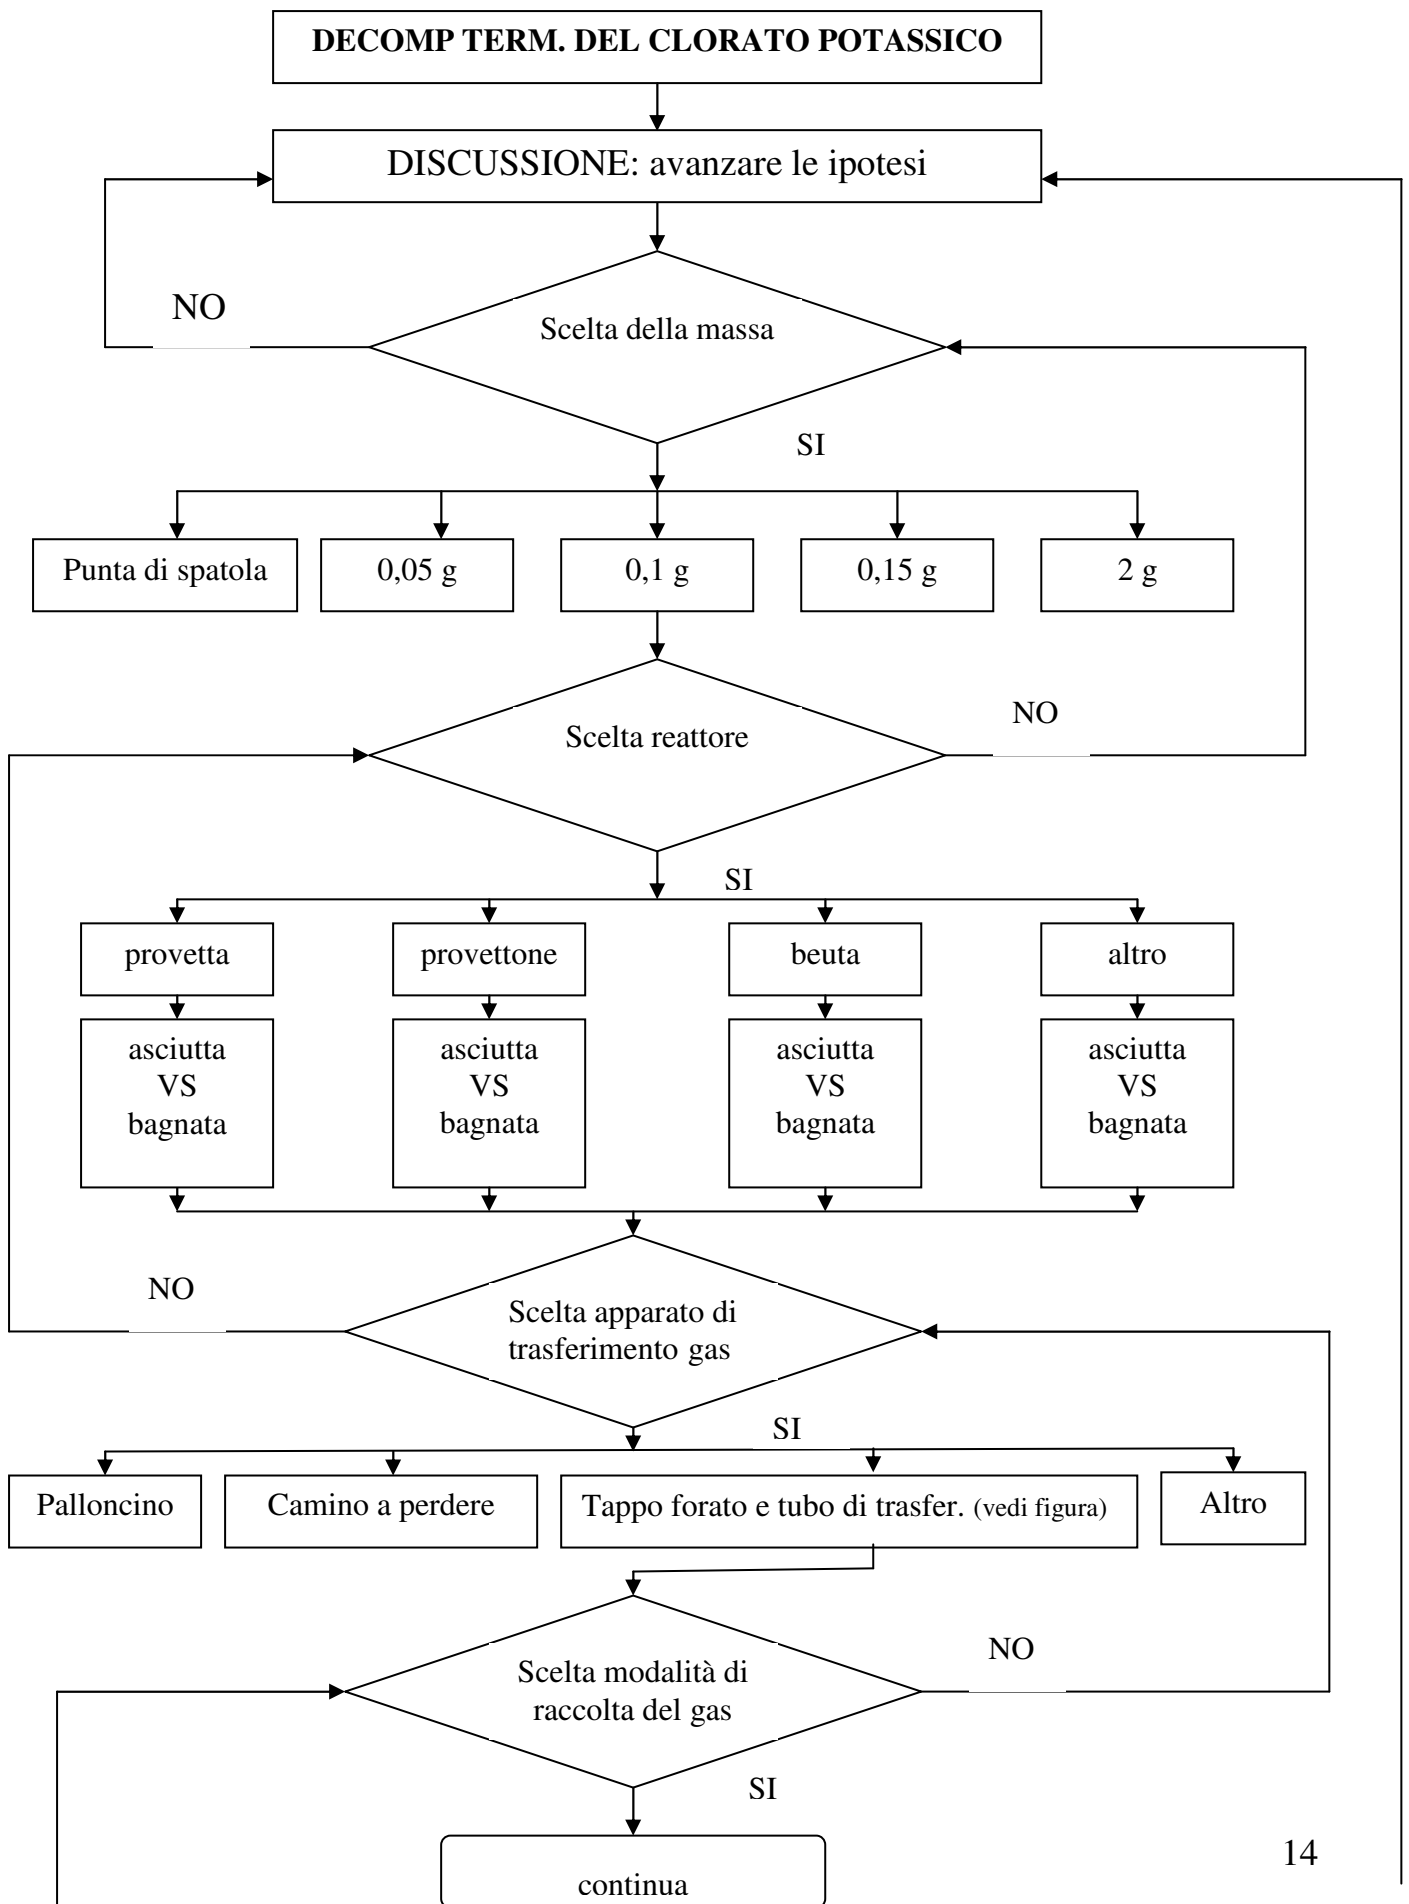 DECOMP TERM. DEL CLORATO POTASSICO
DISCUSSIONE: avanzare le ipotesi
NO
Scelta della massa
SI
Punta di spatola
0,05 g
0,1 g
0,15 g
2 g
NO
Scelta reattore
SI
provetta
provettone
beuta
altro
asciutta
VS
bagnata
asciutta
VS
bagnata
asciutta
VS
bagnata
asciutta
VS
bagnata
NO
Scelta apparato di
trasferimento gas
SI
Palloncino
Camino a perdere
Tappo forato e tubo di trasfer. (vedi figura)
Altro
NO
Scelta modalità di
raccolta del gas
SI
continua
14